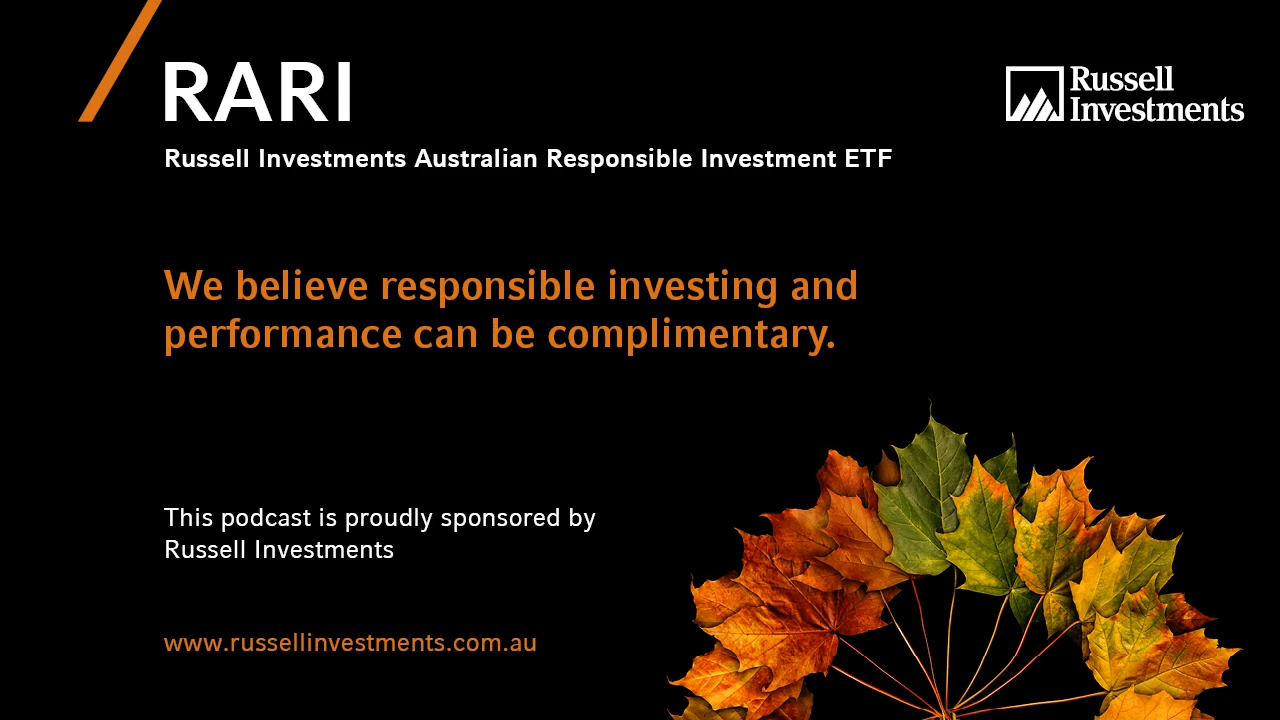 RARI
Russell
Investments
Russell Investments Australian Responsible Investment ETF
We believe responsible investing and
performance can be complimentary.
This podcast is proudly sponsored by
Russell Investments
www.russellinvestments.com.au